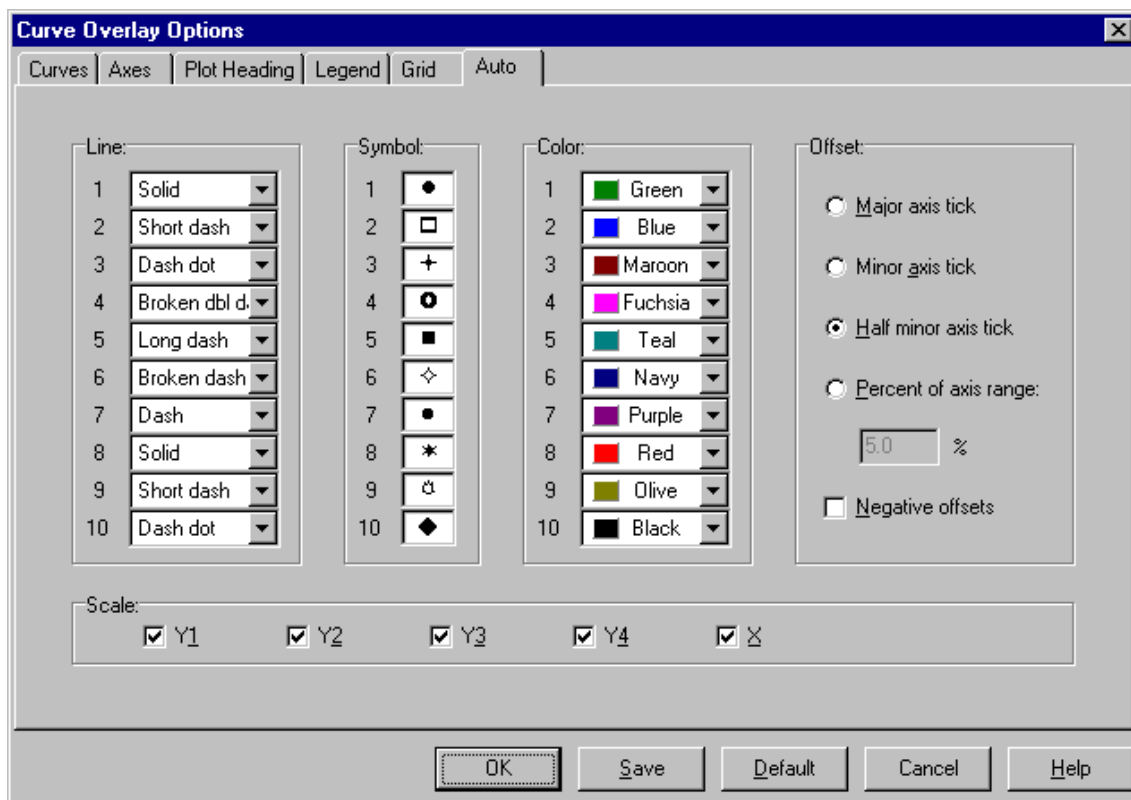 Curve Overlay Options
Curves Axes Plot Heading Legend Grid Auto
Line: Symbol: Color: Offset:
1 Solid 1 1 Green
2 Short dash 2 2 Blue
3 Dash dot 3 3 Maroon
4 Broken dbl d 4 4 Fuchsia
5 Long dash 5 5 Teal
6 Broken dash 6 6 Navy
7 Dash 7 7 Purple
8 Solid 8 8 Red
9 Short dash 9 9 Olive
10 Dash dot 10 10 Black
Major axis tick
Minor axis tick
Half minor axis tick
Percent of axis range:
5.0 %
Negative offsets
Scale:
Y1 Y2 Y3 Y4 X
OK Save Default Cancel Help